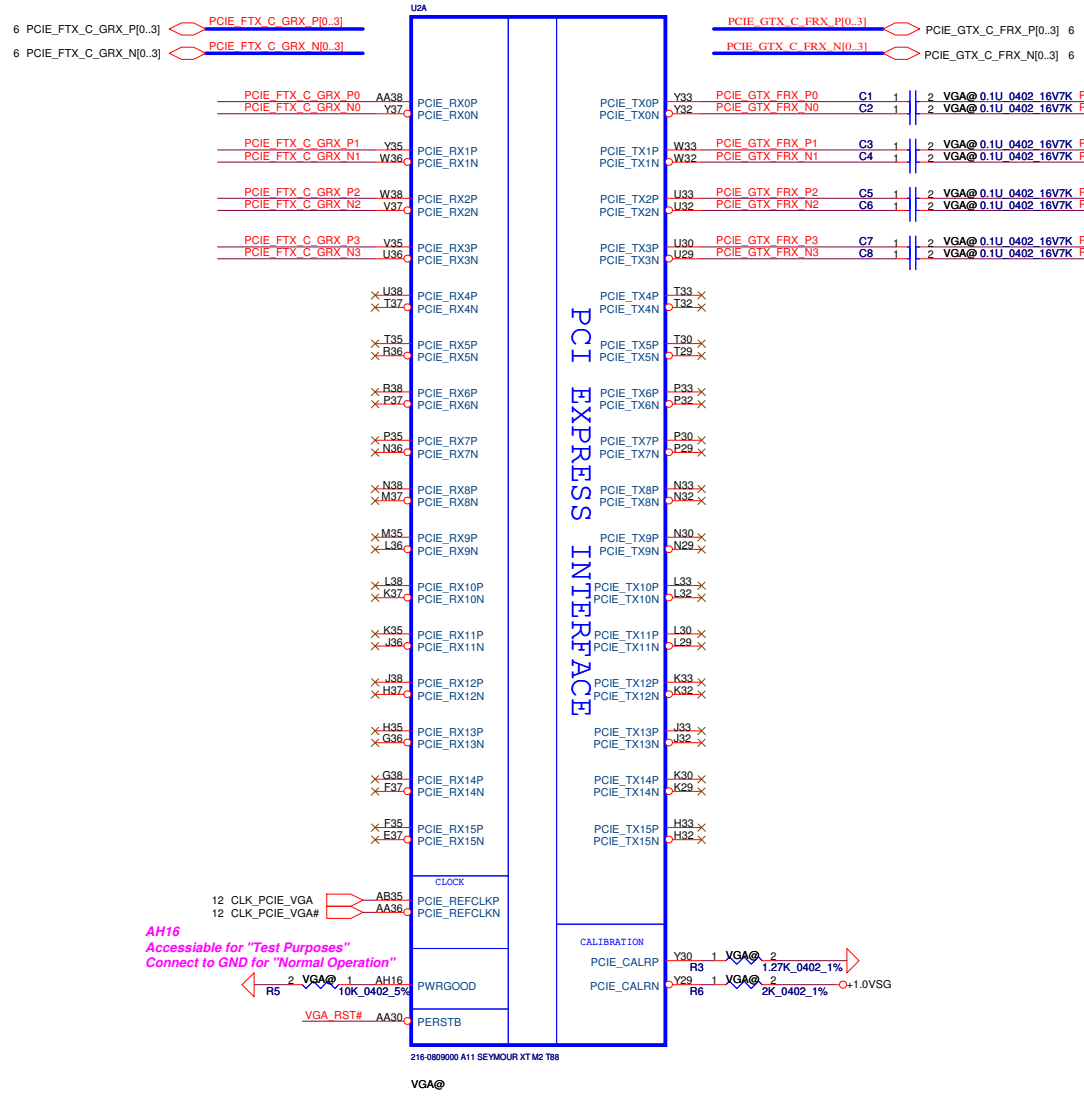 U2A
6 PCIE_FTX_C_GRX_P[0..3] PCIE_FTX_C_GRX_P[0..3] PCIE_GTX_C_FRX_P[0..3] PCIE_GTX_C_FRX_P[0..3] 6
6 PCIE_FTX_C_GRX_N[0..3] PCIE_FTX_C_GRX_N[0..3] PCIE_GTX_C_FRX_N[0..3] PCIE_GTX_C_FRX_N[0..3] 6
PCIE_FTX_C_GRX_P0 AA38 PCIE_RX0P PCIE_TX0P Y33 PCIE_GTX_FRX_P0 C1 1 2 VGA@ 0.1U_0402_16V7K
PCIE_FTX_C_GRX_N0 Y37 PCIE_RX0N PCIE_TX0N Y32 PCIE_GTX_FRX_N0 C2 1 2 VGA@ 0.1U_0402_16V7K
PCIE_FTX_C_GRX_P1 Y35 PCIE_RX1P PCIE_TX1P W33 PCIE_GTX_FRX_P1 C3 1 2 VGA@ 0.1U_0402_16V7K
PCIE_FTX_C_GRX_N1 W36 PCIE_RX1N PCIE_TX1N W32 PCIE_GTX_FRX_N1 C4 1 2 VGA@ 0.1U_0402_16V7K
PCIE_FTX_C_GRX_P2 W38 PCIE_RX2P PCIE_TX2P U33 PCIE_GTX_FRX_P2 C5 1 2 VGA@ 0.1U_0402_16V7K
PCIE_FTX_C_GRX_N2 V37 PCIE_RX2N PCIE_TX2N U32 PCIE_GTX_FRX_N2 C6 1 2 VGA@ 0.1U_0402_16V7K
PCIE_FTX_C_GRX_P3 V35 PCIE_RX3P PCIE_TX3P U30 PCIE_GTX_FRX_P3 C7 1 2 VGA@ 0.1U_0402_16V7K
PCIE_FTX_C_GRX_N3 U36 PCIE_RX3N PCIE_TX3N U29 PCIE_GTX_FRX_N3 C8 1 2 VGA@ 0.1U_0402_16V7K
U38 PCIE_RX4P PCIE_TX4P T33
T37 PCIE_RX4N PCIE_TX4N T32
T35 PCIE_RX5P PCIE_TX5P T30
R36 PCIE_RX5N PCIE_TX5N T29
R38 PCIE_RX6P PCIE_TX6P P33
P37 PCIE_RX6N PCIE_TX6N P32
P35 PCIE_RX7P PCIE_TX7P P30
N36 PCIE_RX7N PCIE_TX7N P29
N38 PCIE_RX8P PCIE_TX8P N33
M37 PCIE_RX8N PCIE_TX8N N32
M35 PCIE_RX9P PCIE_TX9P N30
L36 PCIE_RX9N PCIE_TX9N N29
L38 PCIE_RX10P PCIE_TX10P L33
K37 PCIE_RX10N PCIE_TX10N L32
K35 PCIE_RX11P PCIE_TX11P L30
J36 PCIE_RX11N PCIE_TX11N L29
J38 PCIE_RX12P PCIE_TX12P K33
H37 PCIE_RX12N PCIE_TX12N K32
H35 PCIE_RX13P PCIE_TX13P J33
G36 PCIE_RX13N PCIE_TX13N J32
G38 PCIE_RX14P PCIE_TX14P K30
F37 PCIE_RX14N PCIE_TX14N K29
F35 PCIE_RX15P PCIE_TX15P H33
E37 PCIE_RX15N PCIE_TX15N H32
PCI EXPRESS INTERFACE
CLOCK
12 CLK_PCIE_VGA AB35 PCIE_REFCLKP
12 CLK_PCIE_VGA# AA36 PCIE_REFCLKN
AH16
Accessiable for "Test Purposes"
Connect to GND for "Normal Operation"
CALIBRATION
PCIE_CALRP Y30 R3 1 VGA@ 2 1.27K_0402_1%
R5 2 VGA@ 1 10K_0402_5% AH16 PWRGOOD PCIE_CALRN Y29 R6 1 VGA@ 2 2K_0402_1% +1.0VSG
VGA_RST# AA30 PERSTB
216-0809000 A11 SEYMOUR XT M2 T88
VGA@